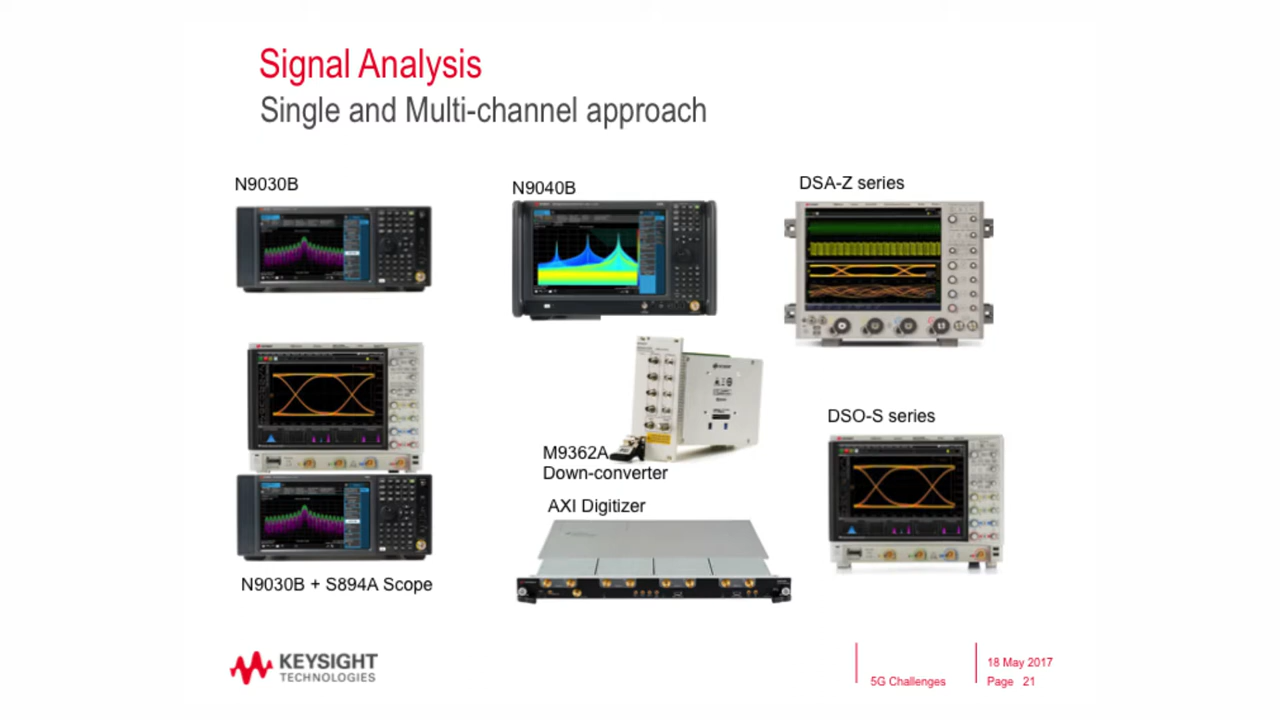 Signal Analysis
Single and Multi-channel approach
N9030B
N9040B
DSA-Z series
M9362A
Down-converter
DSO-S series
AXI Digitizer
N9030B + S894A Scope
KEYSIGHT
TECHNOLOGIES
5G Challenges
18 May 2017
Page 21